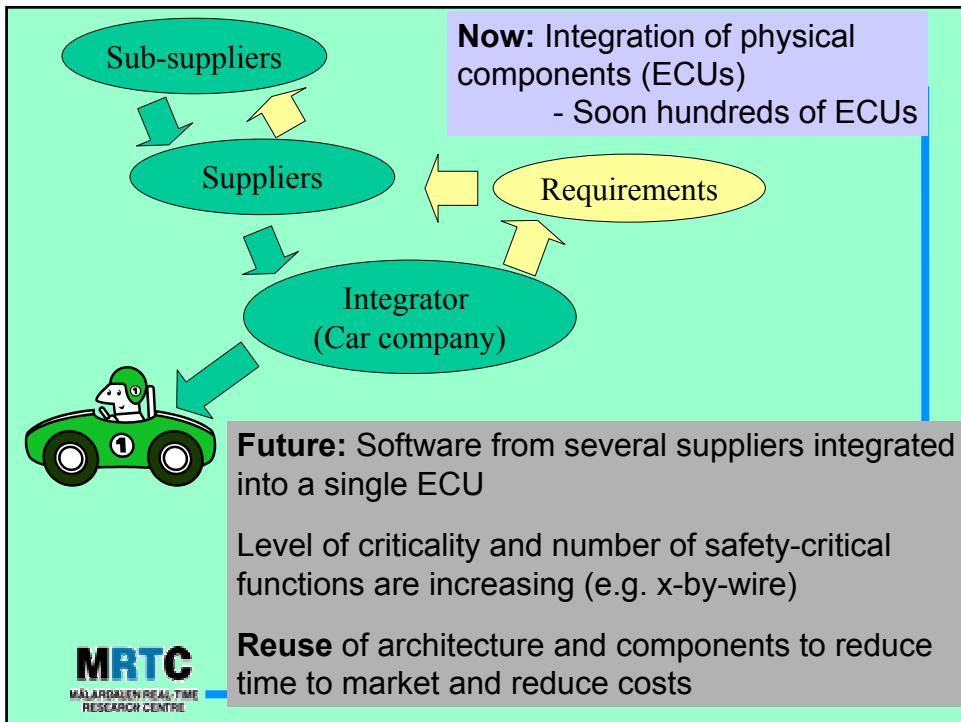 Sub-suppliers
Now: Integration of physical
components (ECUs)
- Soon hundreds of ECUs
Suppliers
Requirements
Integrator
(Car company)
1
1
Future: Software from several suppliers integrated
into a single ECU
Level of criticality and number of safety-critical
functions are increasing (e.g. x-by-wire)
Reuse of architecture and components to reduce
time to market and reduce costs
MRTC
MÄLARDALEN REAL-TIME
RESEARCH CENTRE